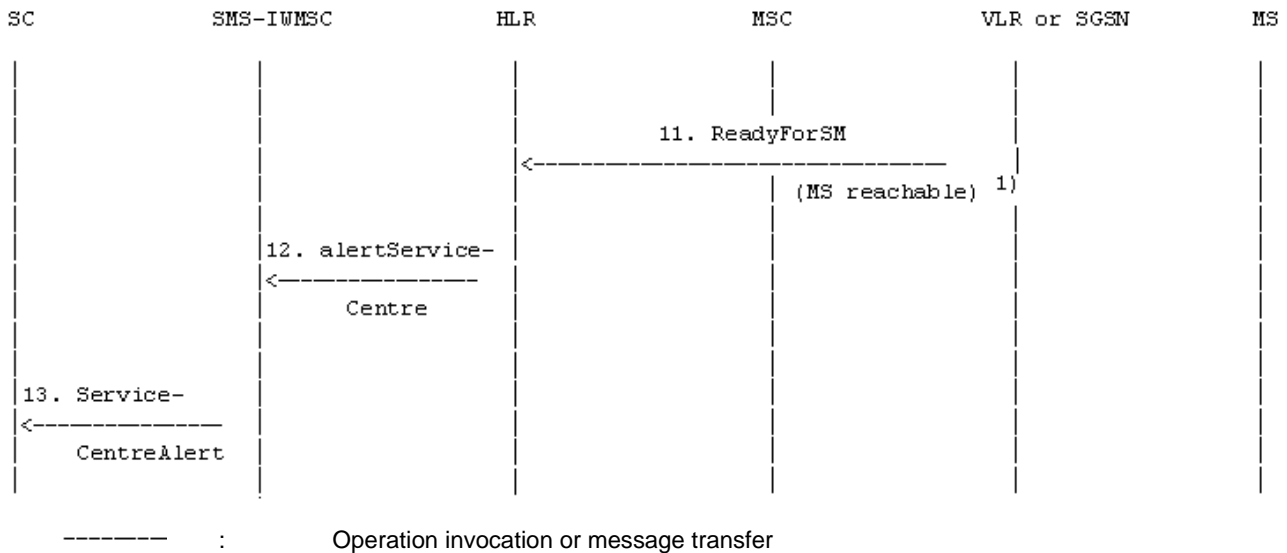 SC SMS-IWMSC HLR MSC VLR or SGSN MS
11. ReadyForSM
(MS reachable) 1)
12. alertService-
Centre
13. Service-
CentreAlert
: Operation invocation or message transfer